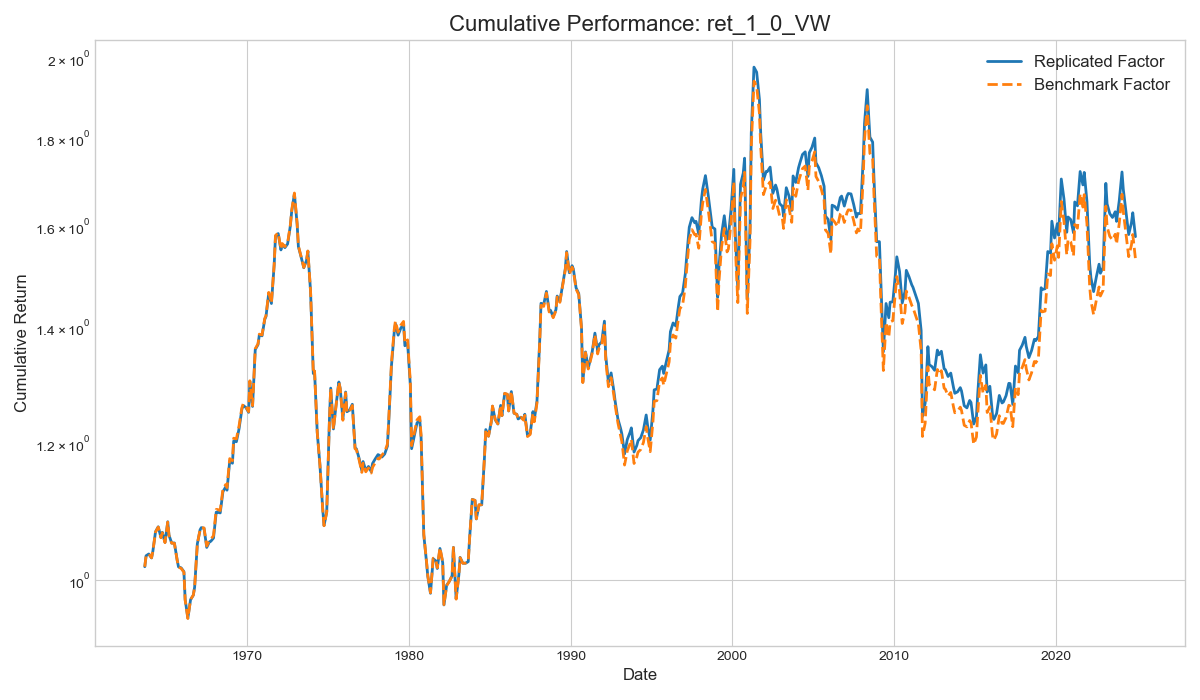 Cumulative Performance: ret_1_0_VW
Replicated Factor
Benchmark Factor
Cumulative Return
2 × 10⁰
1.8 × 10⁰
1.6 × 10⁰
1.4 × 10⁰
1.2 × 10⁰
10⁰
1970 1980 1990 2000 2010 2020
Date